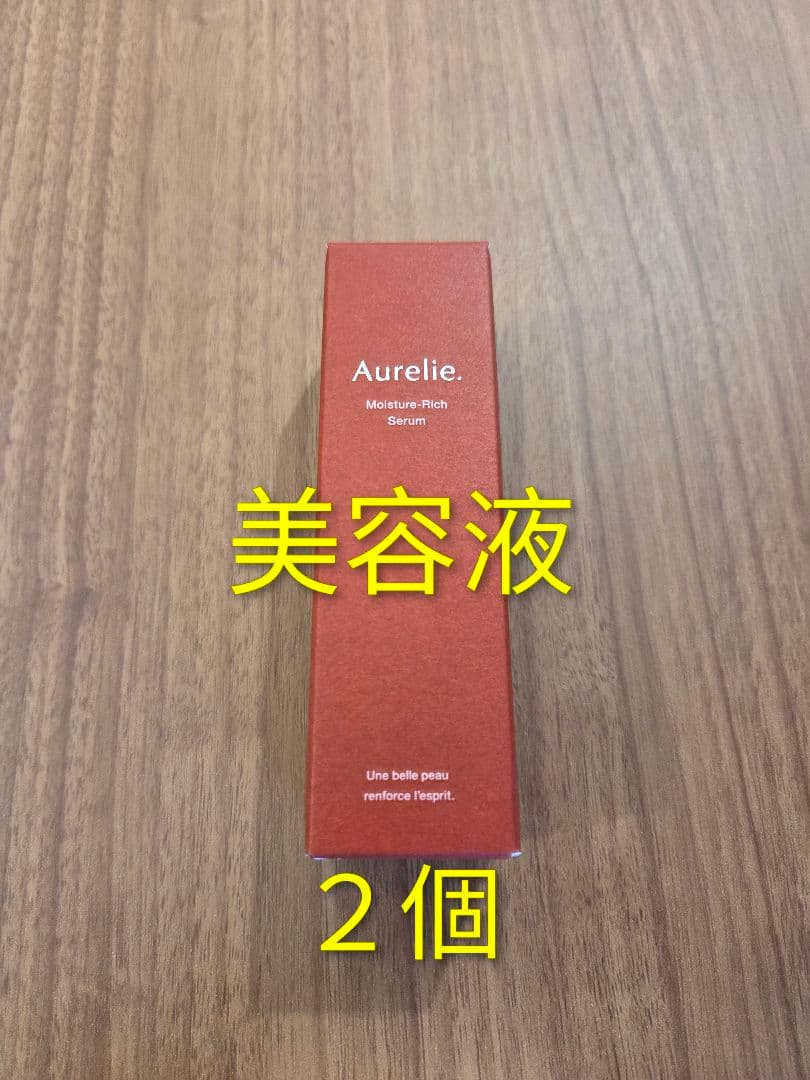 Aurelie.
Moisture-Rich
Serum
美容液
Une belle peau
renforce l'esprit.
２個